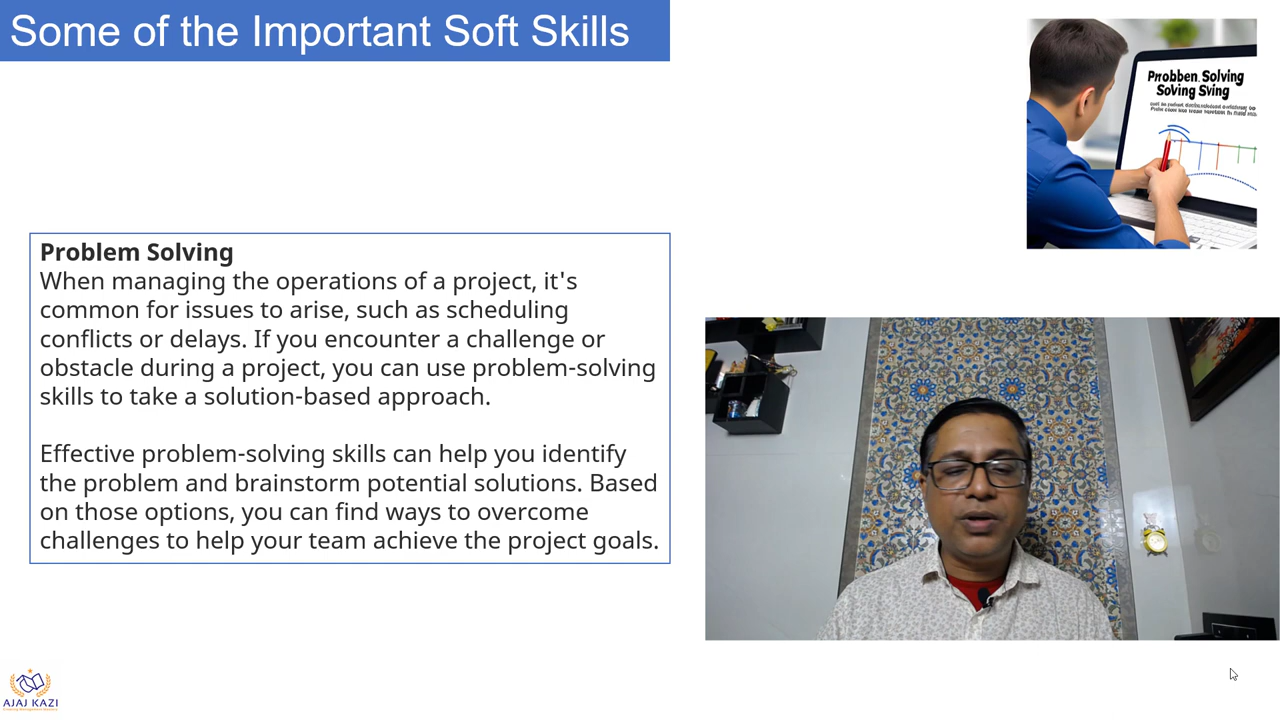 Some of the Important Soft Skills
Probben Solving
Solving Sving
Problem Solving
When managing the operations of a project, it's
common for issues to arise, such as scheduling
conflicts or delays. If you encounter a challenge or
obstacle during a project, you can use problem-solving
skills to take a solution-based approach.
Effective problem-solving skills can help you identify
the problem and brainstorm potential solutions. Based
on those options, you can find ways to overcome
challenges to help your team achieve the project goals.
AJAJ KAZI